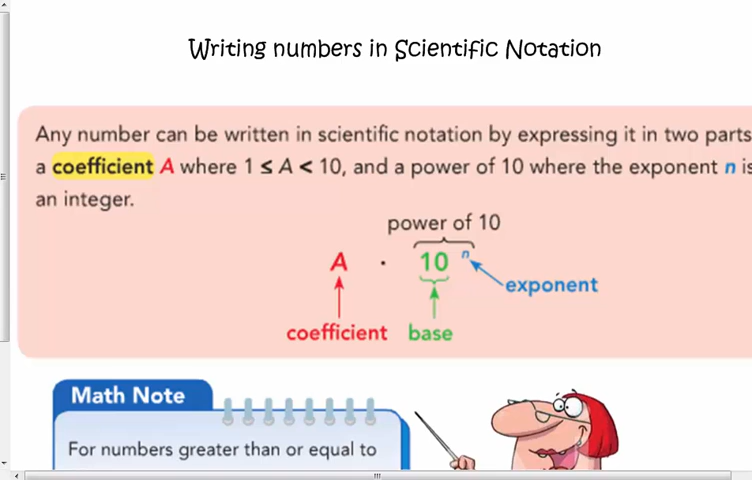 Writing numbers in Scientific Notation
Any number can be written in scientific notation by expressing it in two parts
a coefficient A where 1 ≤ A < 10, and a power of 10 where the exponent n is
an integer.
power of 10
A · 10 n
exponent
coefficient base
Math Note
For numbers greater than or equal to